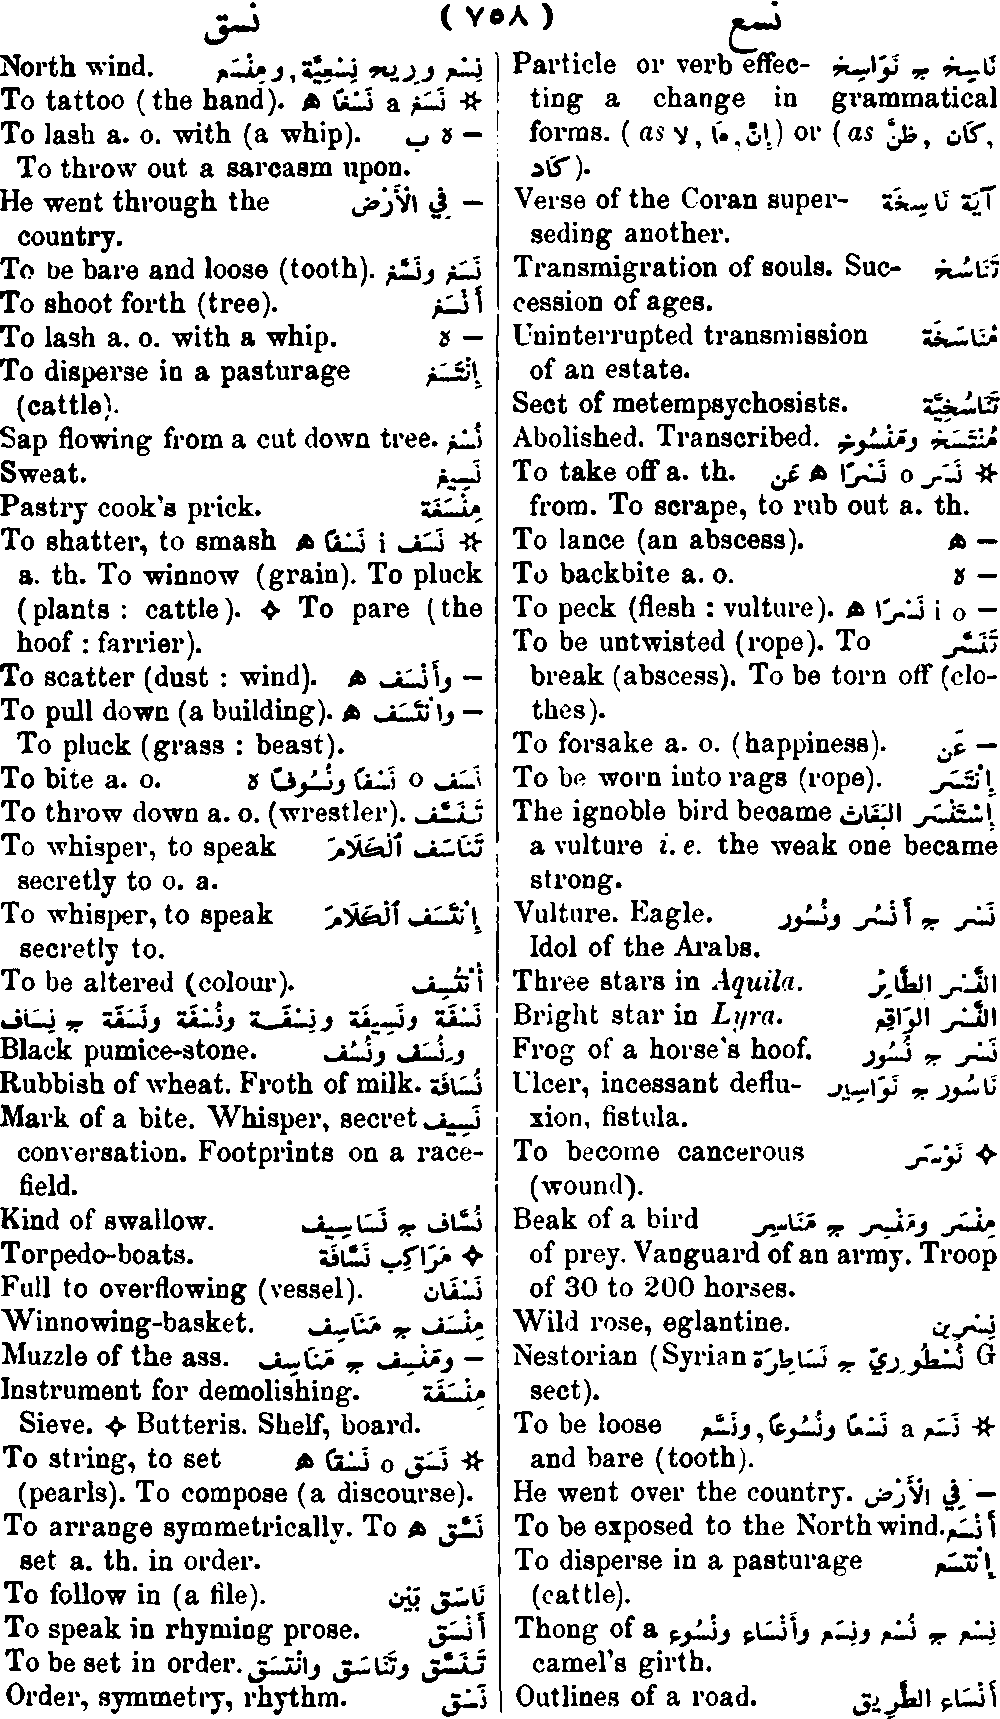 نسق ( ٧٥٨ ) نسع
Particle or verb effec- نَاسِخ ج نَوَاسِخ
ting a change in grammatical
forms. (as لا, مَا, إِنَّ) or (as ظَنَّ, كَان,
كَاد).
Verse of the Coran super- آيَة نَاسِخَة
seding another.
Transmigration of souls. Suc- تَنَاسُخ
cession of ages.
Uninterrupted transmission مُنَاسَخَة
of an estate.
Sect of metempsychosists. تَنَاسُخِيَّة
Abolished. Transcribed. مُنْتَسَخ ومَنْسُوخ
To take off a. th. ✲ نَسَر o نَسْرًا ه عَن
from. To scrape, to rub out a. th.
To lance (an abscess). — ه
To backbite a. o. — ة
To peck (flesh : vulture). — i o نَسْرًا ه
To be untwisted (rope). To تَنَسَّر
break (abscess). To be torn off (clo-
thes).
To forsake a. o. (happiness). — عَن
To be worn into rags (rope). إِنْتَسَر
The ignoble bird became إِسْتَنْسَر البَغَاث
a vulture i. e. the weak one became
strong.
Vulture. Eagle. نَسْر ج أَنْسُر ونُسُور
Idol of the Arabs.
Three stars in Aquila. النَّسْر الطَّائِر
Bright star in Lyra. النَّسْر الوَاقِع
Frog of a horse's hoof. نَسْر ج نُسُور
Ulcer, incessant deflu- نَاسُور ج نَوَاسِير
xion, fistula.
To become cancerous ❖ نَوْسَر
(wound).
Beak of a bird مِنْسَر ومَنْسِر ج مَنَاسِر
of prey. Vanguard of an army. Troop
of 30 to 200 horses.
Wild rose, eglantine. نِسْرِين
Nestorian (Syrian G نُسْطُورِيّ ج نَسَاطِرَة
sect).
To be loose ✲ نَسَع a نَسْعًا ونُسُوعًا, ونَسَّع
and bare (tooth).
He went over the country. — فِي الأَرْض
To be exposed to the North wind. أَنْسَع
To disperse in a pasturage إِنْتَسَع
(cattle).
Thong of a نِسْع ج نُسْع ونِسَع وأَنْسَاع ونُسُوع
camel's girth.
Outlines of a road. أَنْسَاع الطَّرِيق
North wind. نِسْع ورِيح نِسْعِيَّة, ومِنْسَع
To tattoo (the hand). ✲ نَسَغ a نَسْغًا ه
To lash a. o. with (a whip). — ة ب
To throw out a sarcasm upon.
He went through the — فِي الأَرْض
country.
To be bare and loose (tooth). نَسَغ ونَسَّغ
To shoot forth (tree). أَنْسَغ
To lash a. o. with a whip. — ة
To disperse in a pasturage إِنْتَسَغ
(cattle).
Sap flowing from a cut down tree. نُسْغ
Sweat. نَسِيغ
Pastry cook's prick. مِنْسَغَة
To shatter, to smash ✲ نَسَف i نَسْفًا ه
a. th. To winnow (grain). To pluck
(plants : cattle). ❖ To pare (the
hoof : farrier).
To scatter (dust : wind). — وأَنْسَف ه
To pull down (a building). — وانْتَسَف ه
To pluck (grass : beast).
To bite a. o. نَسَف o نَسْفًا ونُسُوفًا ة
To throw down a. o. (wrestler). تَنَسَّف
To whisper, to speak تَنَاسَف ٱلْكَلَامَ
secretly to o. a.
To whisper, to speak إِنْتَسَف ٱلْكَلَامَ
secretly to.
To be altered (colour). أُنْتُسِف
نَسْفَة ونَسِيفَة ونِسْفَة ونُسْفَة ونَسَفَة ج نِسَاف
Black pumice-stone. ونُسَف ونُسُف
Rubbish of wheat. Froth of milk. نُسَافَة
Mark of a bite. Whisper, secret نَسِيف
conversation. Footprints on a race-
field.
Kind of swallow. نُسَّاف ج نَسَاسِيف
Torpedo-boats. ❖ مَرَاكِب نَسَّافَة
Full to overflowing (vessel). نَسْفَان
Winnowing-basket. مِنْسَف ج مَنَاسِف
Muzzle of the ass. — ومَنْسِف ج مَنَاسِف
Instrument for demolishing. مِنْسَفَة
Sieve. ❖ Butteris. Shelf, board.
To string, to set ✲ نَسَق o نَسْقًا ه
(pearls). To compose (a discourse).
To arrange symmetrically. To نَسَّق ه
set a. th. in order.
To follow in (a file). نَاسَق بَيْن
To speak in rhyming prose. أَنْسَق
To be set in order. تَنَسَّق وتَنَاسَق وانْتَسَق
Order, symmetry, rhythm. نَسَق